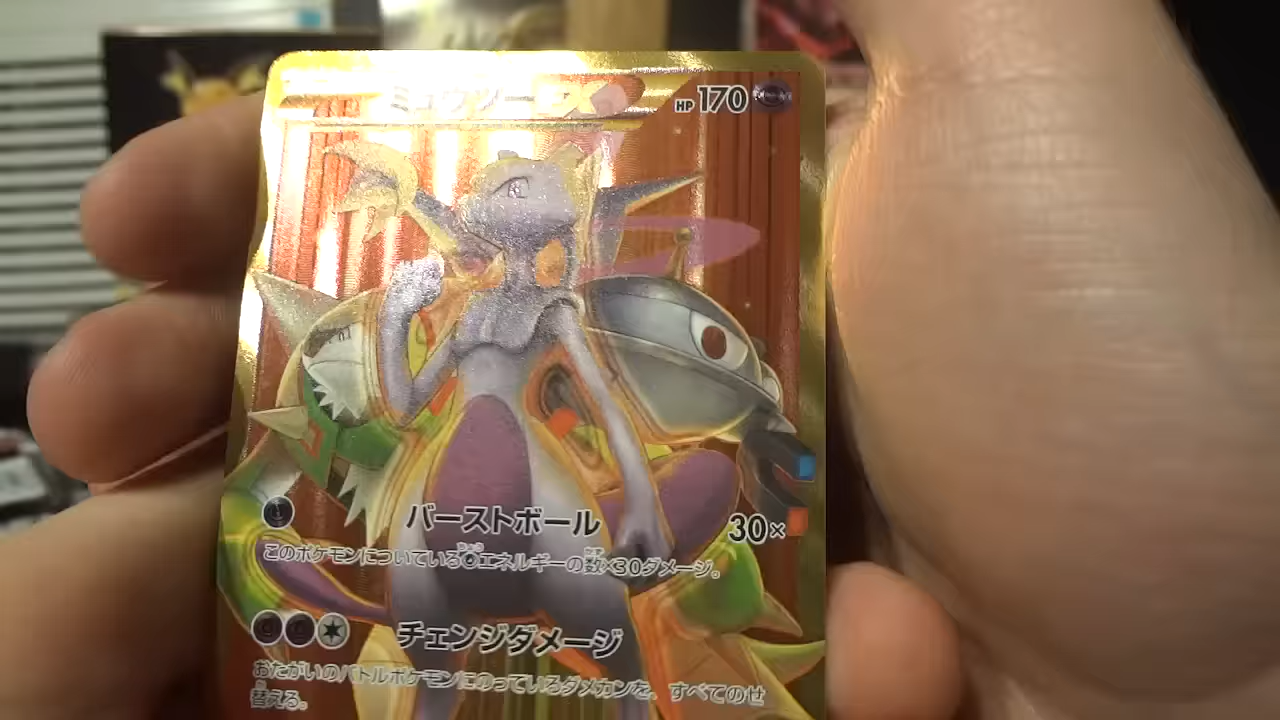 ミュウツーEX HP170
バーストボール 30×
このポケモンについているエネルギーの数×30ダメージ。
チェンジダメージ
おたがいのバトルポケモンにのっているダメカンを、すべてのせ
替える。